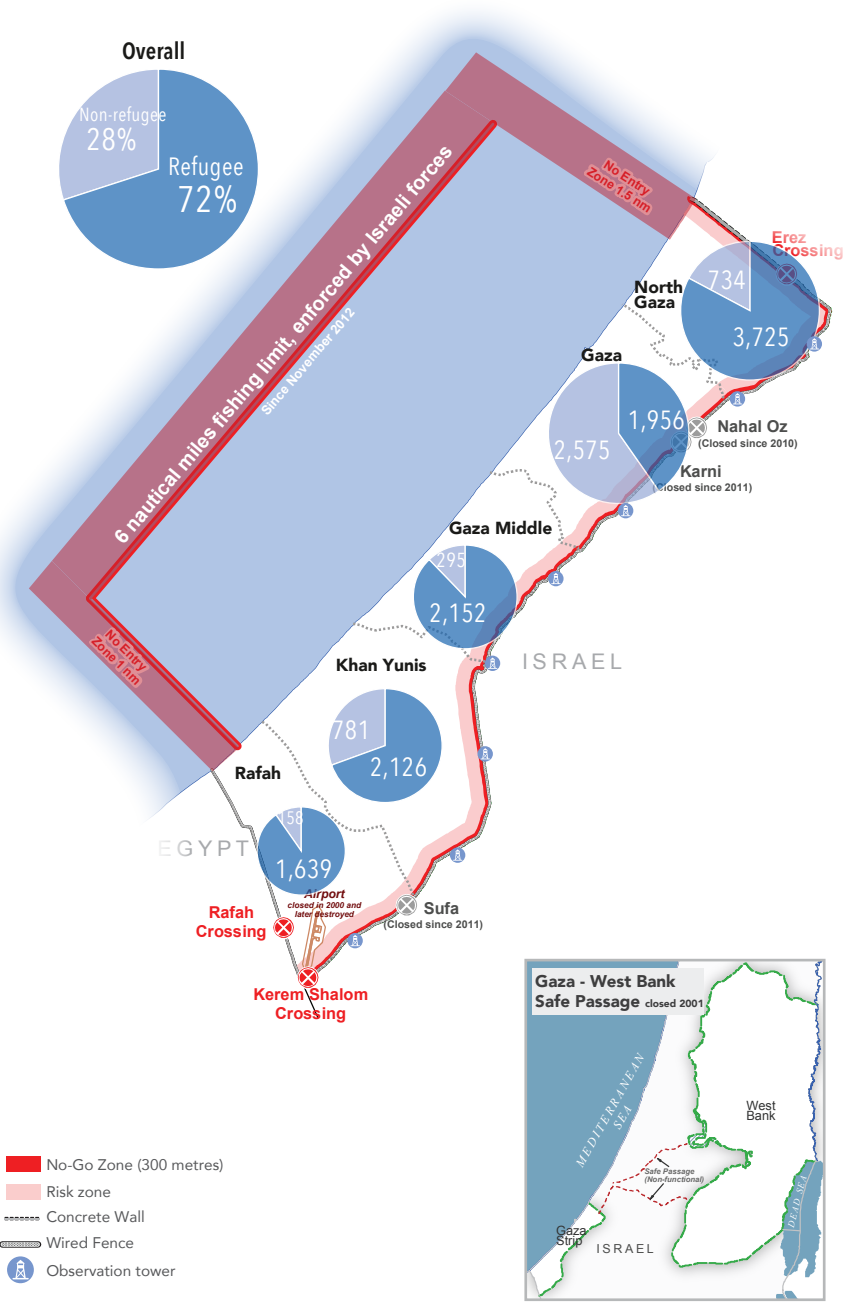 Overall
Non-refugee
28%
Refugee
72%
6 nautical miles fishing limit, enforced by Israeli forces
Since November 2012
No Entry
Zone 1.5 nm
Erez
Crossing
North
Gaza
734
3,725
Gaza
1,956
2,575
Nahal Oz
(Closed since 2010)
Karni
(Closed since 2011)
Gaza Middle
295
2,152
No Entry
Zone 1 nm
ISRAEL
Khan Yunis
781
2,126
Rafah
158
1,639
EGYPT
Airport
closed in 2000 and
later destroyed
Rafah
Crossing
Sufa
(Closed since 2011)
Kerem Shalom
Crossing
Gaza - West Bank
Safe Passage closed 2001
MEDITERRANEAN
SEA
West
Bank
Safe Passage
(Non-functional)
DEAD SEA
Gaza
Strip
ISRAEL
No-Go Zone (300 metres)
Risk zone
Concrete Wall
Wired Fence
Observation tower